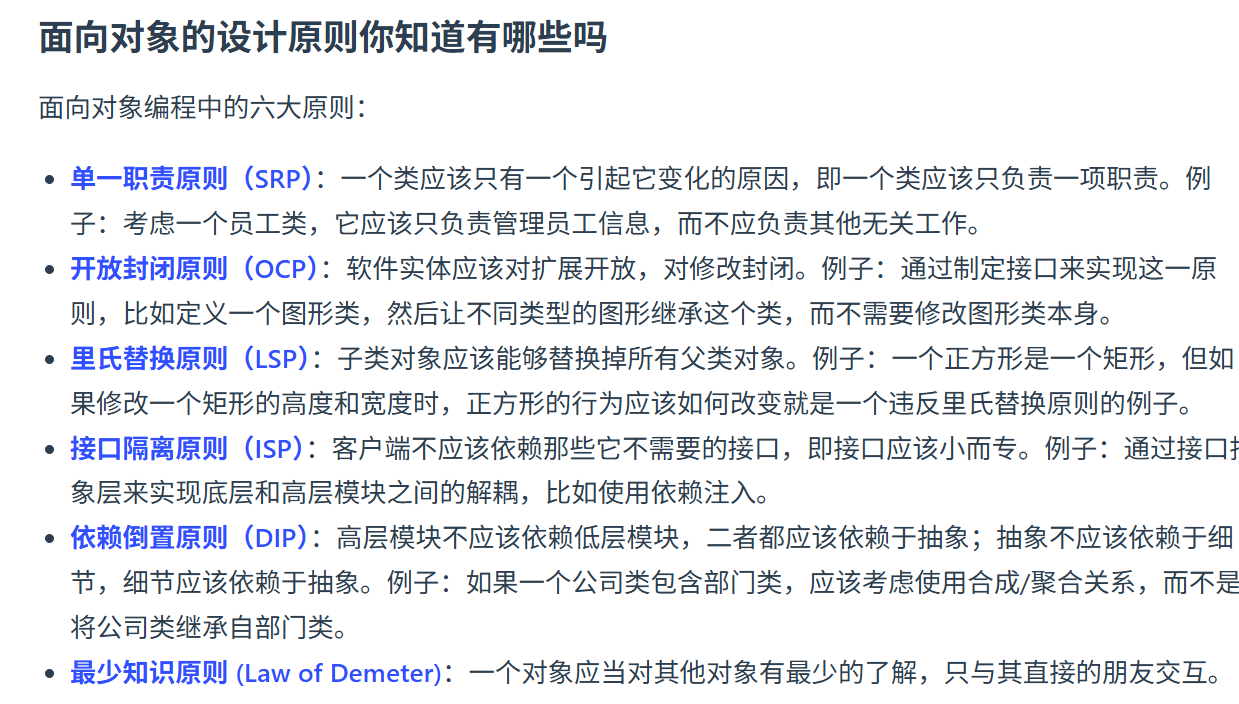 面向对象的设计原则你知道有哪些吗
面向对象编程中的六大原则：
• 单一职责原则（SRP）：一个类应该只有一个引起它变化的原因，即一个类应该只负责一项职责。例
子：考虑一个员工类，它应该只负责管理员工信息，而不应负责其他无关工作。
• 开放封闭原则（OCP）：软件实体应该对扩展开放，对修改封闭。例子：通过制定接口来实现这一原
则，比如定义一个图形类，然后让不同类型的图形继承这个类，而不需要修改图形类本身。
• 里氏替换原则（LSP）：子类对象应该能够替换掉所有父类对象。例子：一个正方形是一个矩形，但如
果修改一个矩形的高度和宽度时，正方形的行为应该如何改变就是一个违反里氏替换原则的例子。
• 接口隔离原则（ISP）：客户端不应该依赖那些它不需要的接口，即接口应该小而专。例子：通过接口
象层来实现底层和高层模块之间的解耦，比如使用依赖注入。
• 依赖倒置原则（DIP）：高层模块不应该依赖低层模块，二者都应该依赖于抽象；抽象不应该依赖于细
节，细节应该依赖于抽象。例子：如果一个公司类包含部门类，应该考虑使用合成/聚合关系，而不是
将公司类继承自部门类。
• 最少知识原则 (Law of Demeter)：一个对象应当对其他对象有最少的了解，只与其直接的朋友交互。